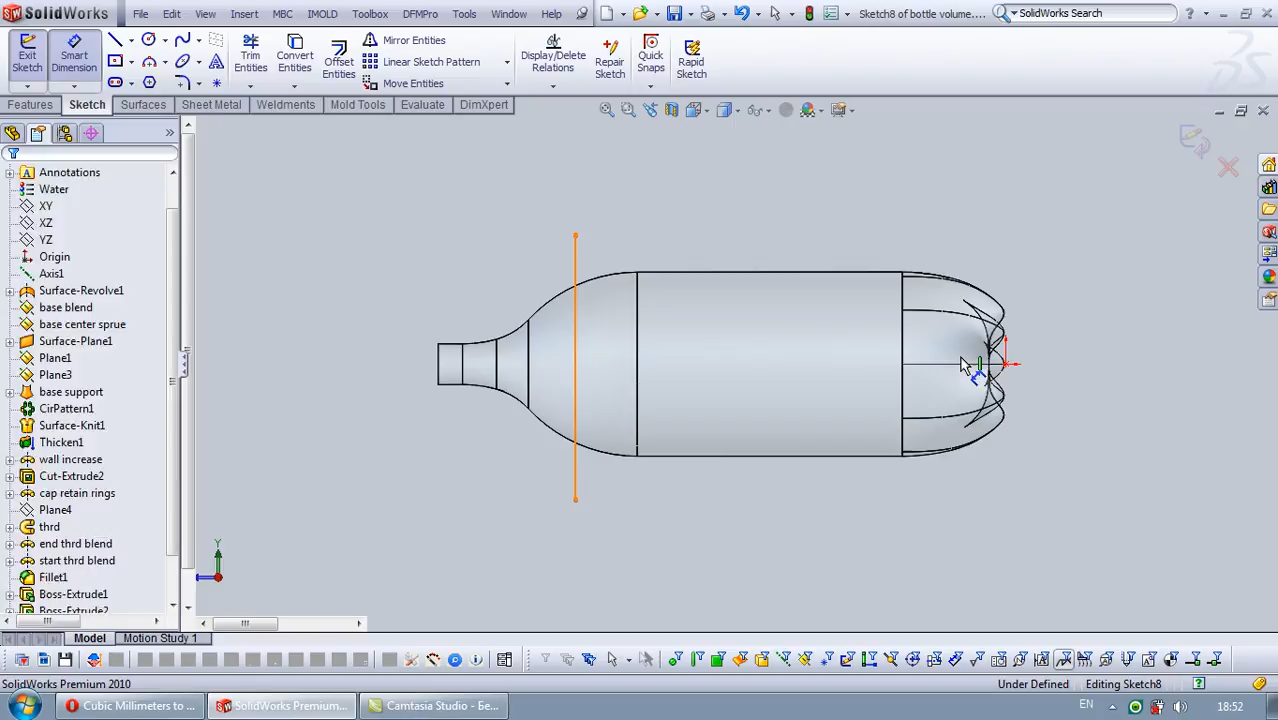 SolidWorks
File
Edit
View
Insert
MBC
IMOLD
Toolbox
DFMPro
Tools
Window
Help
Sketch8 of bottle volume....
SolidWorks Search
Exit Sketch
Smart Dimension
Trim Entities
Convert Entities
Offset Entities
Mirror Entities
Linear Sketch Pattern
Move Entities
Display/Delete Relations
Repair Sketch
Quick Snaps
Rapid Sketch
Features
Sketch
Surfaces
Sheet Metal
Weldments
Mold Tools
Evaluate
DimXpert
Annotations
Water
XY
XZ
YZ
Origin
Axis1
Surface-Revolve1
base blend
base center sprue
Surface-Plane1
Plane1
Plane3
base support
CirPattern1
Surface-Knit1
Thicken1
wall increase
Cut-Extrude2
cap retain rings
Plane4
thrd
end thrd blend
start thrd blend
Fillet1
Boss-Extrude1
Boss-Extrude2
Y
Model
Motion Study 1
SolidWorks Premium 2010
Under Defined
Editing Sketch8
Cubic Millimeters to ...
SolidWorks Premium...
Camtasia Studio - Бе...
EN
18:52